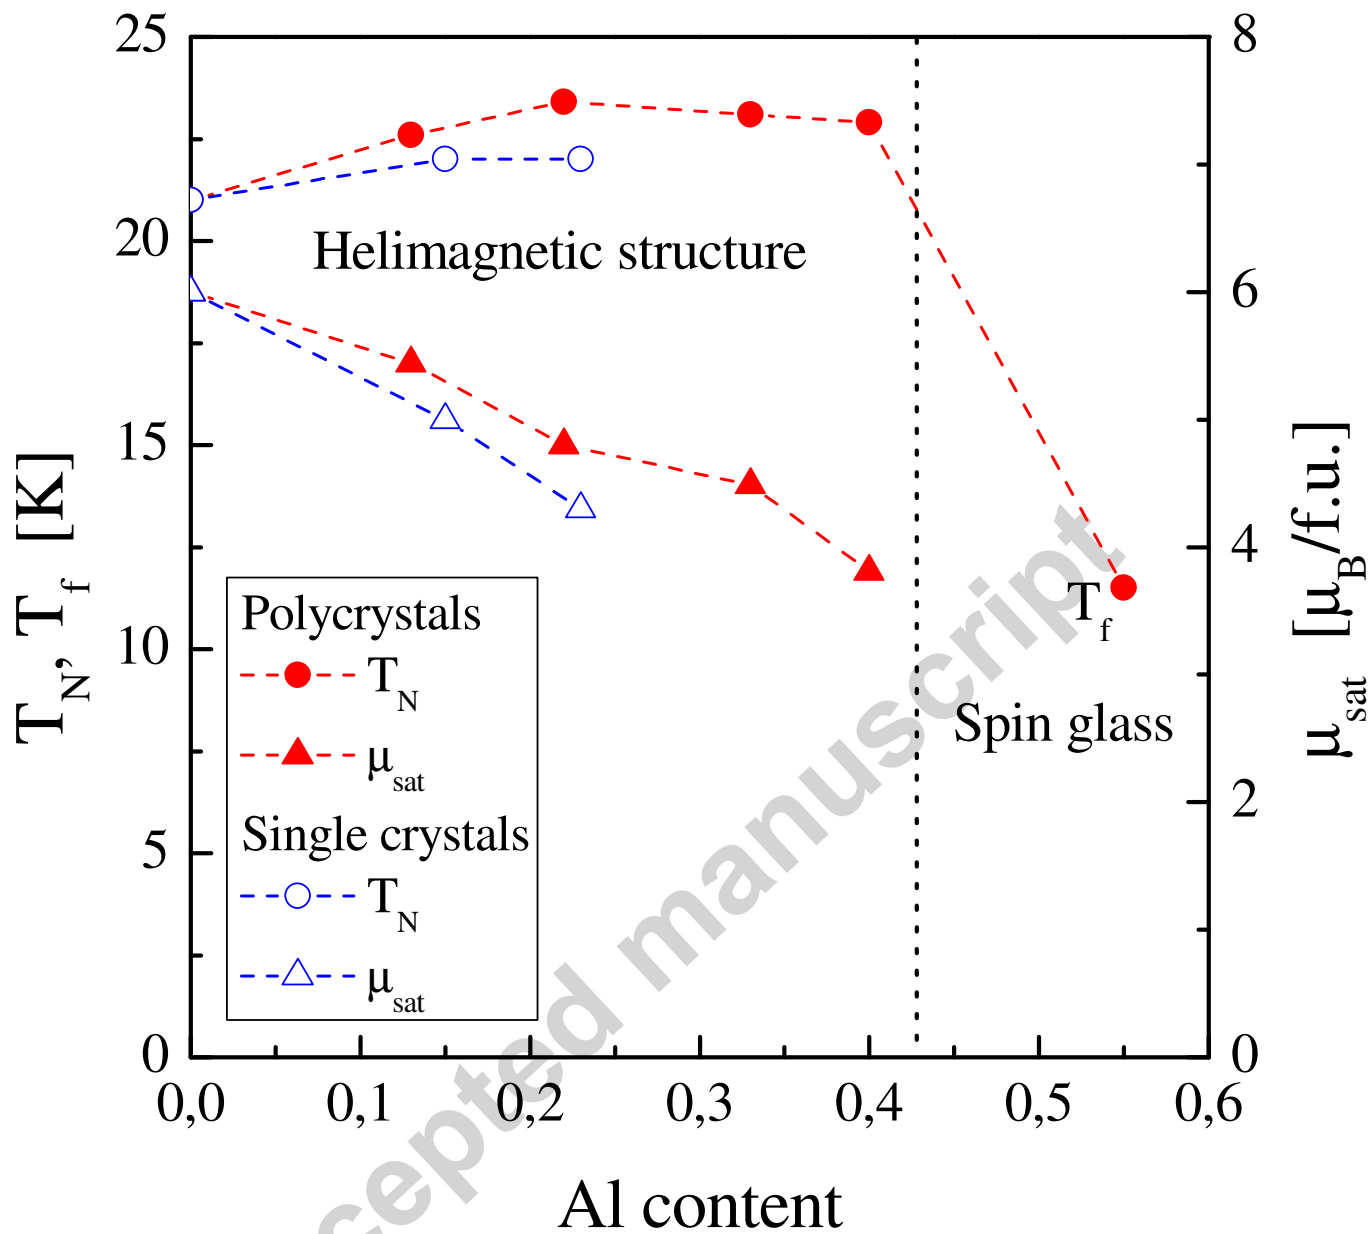 25
20
15
10
5
0
T_N, T_f [K]
8
6
4
2
0
μ_sat [μ_B/f.u.]
Helimagnetic structure
T_f
Spin glass
Polycrystals
T_N
μ_sat
Single crystals
T_N
μ_sat
0,0 0,1 0,2 0,3 0,4 0,5 0,6
Al content
cepted manuscript